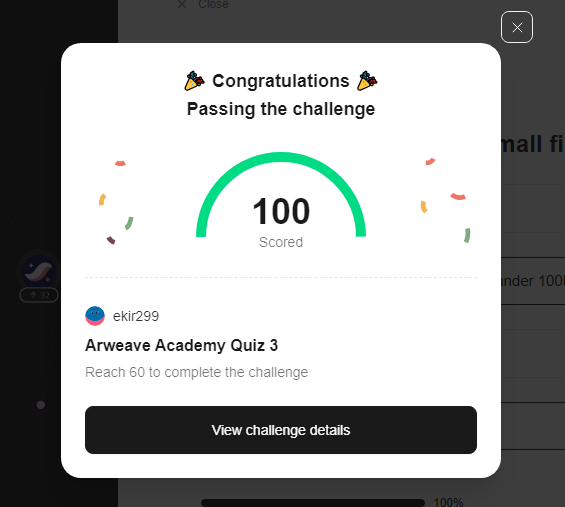 Close
Congratulations
Passing the challenge
mall fi
100
Scored
nder 100
32
ekir299
Arweave Academy Quiz 3
Reach 60 to complete the challenge
View challenge details
100%